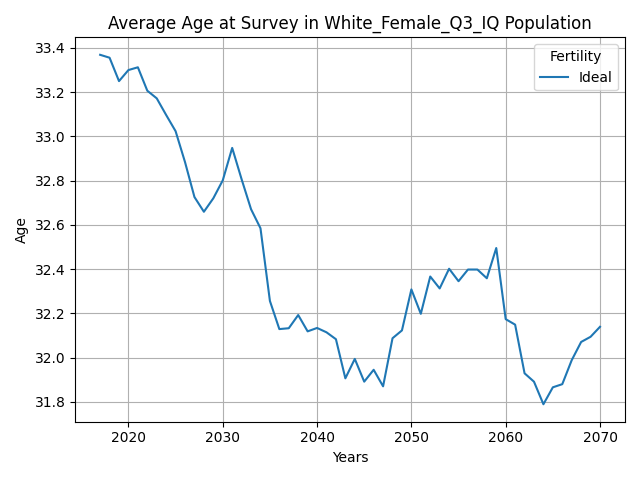 Average Age at Survey in White_Female_Q3_IQ Population
Fertility
Ideal
Age
33.4
33.2
33.0
32.8
32.6
32.4
32.2
32.0
31.8
2020 2030 2040 2050 2060 2070
Years